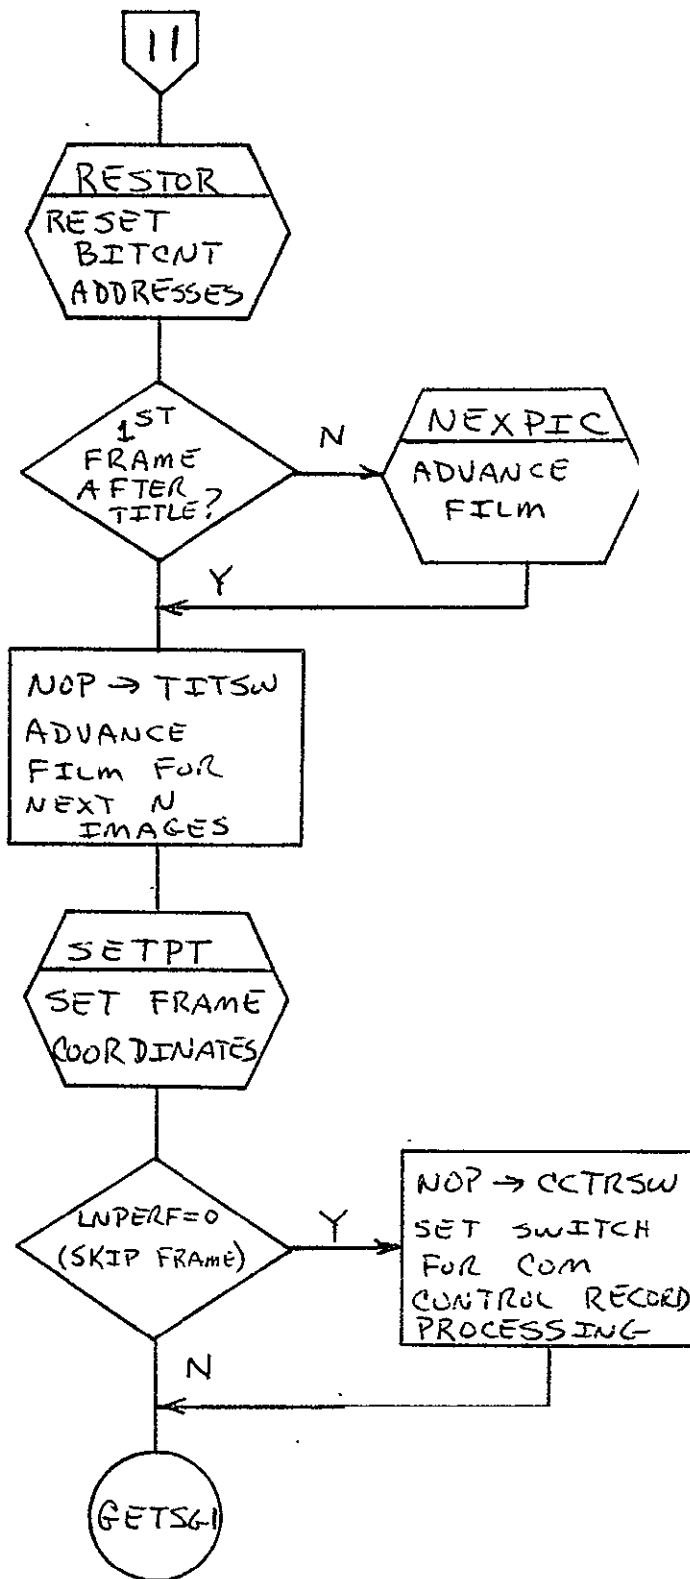 11
RESTOR
RESET
BITCNT
ADDRESSES
1ST
FRAME
AFTER
TITLE?
N
NEXPIC
ADVANCE
FILM
Y
NOP → TITSW
ADVANCE
FILM FOR
NEXT N
IMAGES
SETPT
SET FRAME
COORDINATES
LNPERF=0
(SKIP FRAME)
Y
NOP → CCTRSW
SET SWITCH
FOR COM
CONTROL RECORD
PROCESSING
N
GETSG1